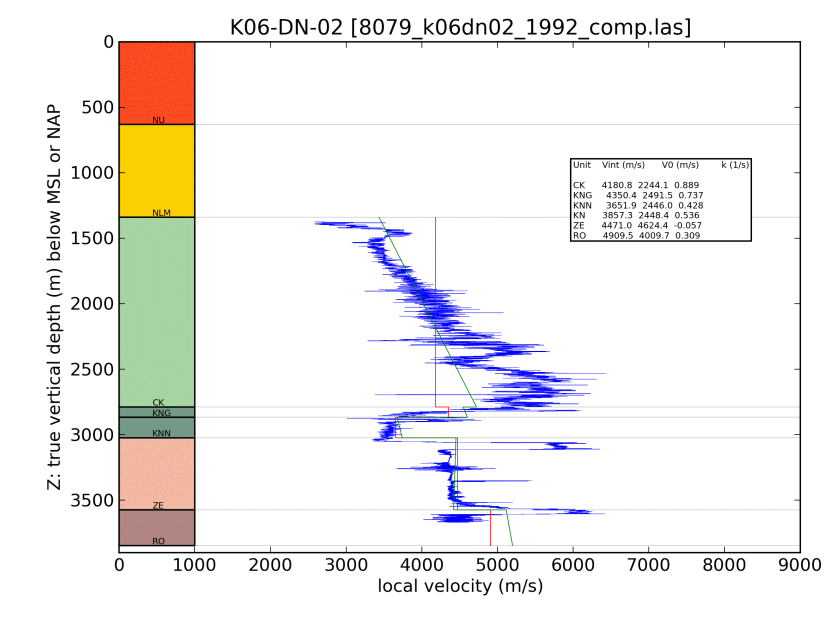 K06-DN-02 [8079_k06dn02_1992_comp.las]
Z: true vertical depth (m) below MSL or NAP
0
500
1000
1500
2000
2500
3000
3500
NU
NLM
CK
KNG
KNN
ZE
RO
Unit Vint (m/s) V0 (m/s) k (1/s)
CK 4180.8 2244.1 0.889
KNG 4350.4 2491.5 0.737
KNN 3651.9 2446.0 0.428
KN 3857.3 2448.4 0.536
ZE 4471.0 4624.4 -0.057
RO 4909.5 4009.7 0.309
0 1000 2000 3000 4000 5000 6000 7000 8000 9000
local velocity (m/s)